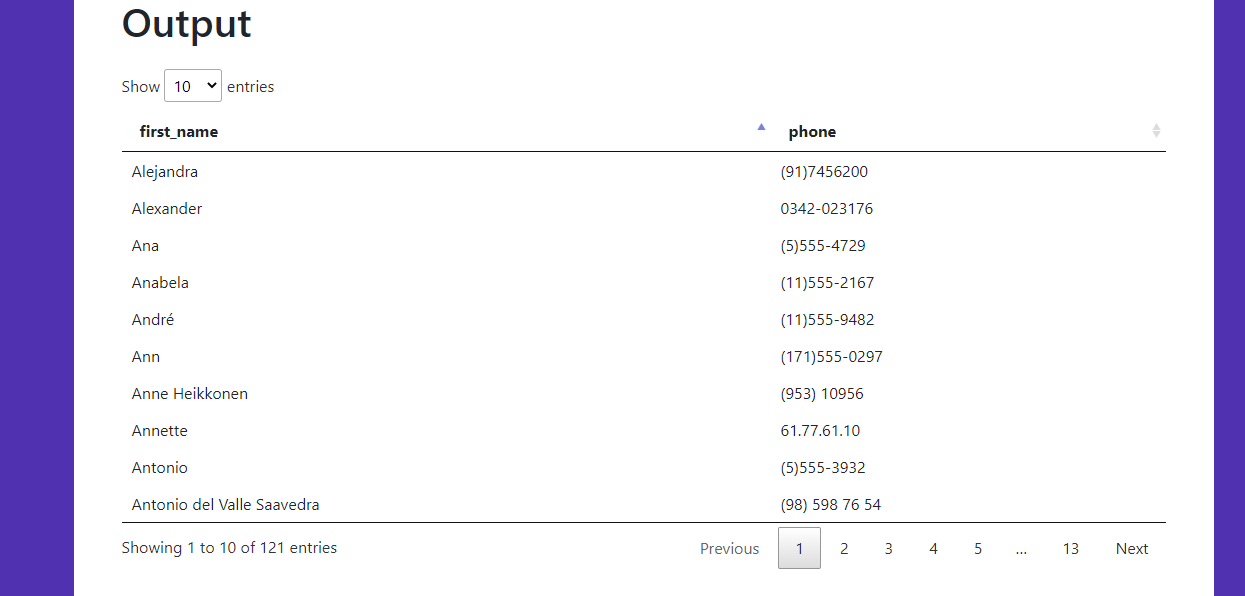 Output
Show 10 entries
first_name phone
Alejandra (91)7456200
Alexander 0342-023176
Ana (5)555-4729
Anabela (11)555-2167
André (11)555-9482
Ann (171)555-0297
Anne Heikkonen (953) 10956
Annette 61.77.61.10
Antonio (5)555-3932
Antonio del Valle Saavedra (98) 598 76 54
Showing 1 to 10 of 121 entries Previous 1 2 3 4 5 ... 13 Next